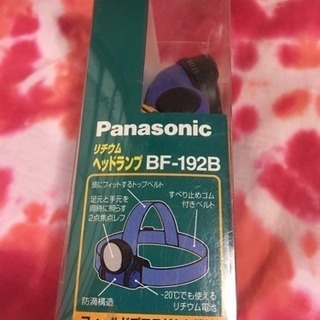 Panasonic
リチウム
ヘッドランプ BF-192B
頭にフィットするトップベルト
足元と手元を
同時に照らす
2点焦点レフ
すべり止めゴム
付きベルト
防滴構造
-20℃でも使える
リチウム電池